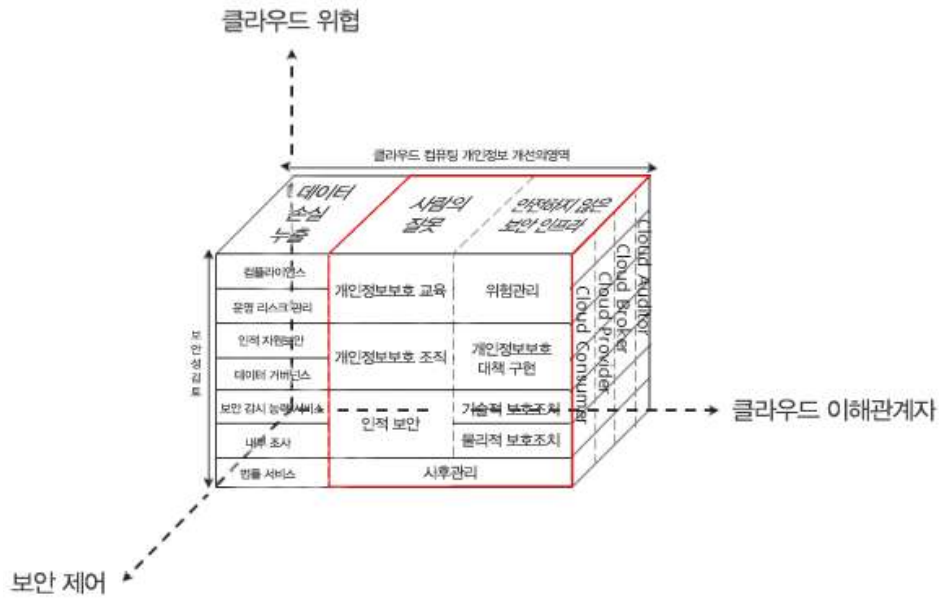 클라우드 위협
클라우드 컴퓨팅 개인정보 개선의영역
데이터
손실
누출
사람의
잘못
안전하지 않은
보안 인프라
보안성검토
컴플라이언스
운영 리스크 관리
인적 자원보안
데이터 거버넌스
보안 감시 능력 서비스
내부 조사
법률 서비스
개인정보보호 교육
개인정보보호 조직
인적 보안
위험관리
개인정보보호
대책 구현
기술적 보호조치
물리적 보호조치
사후관리
Cloud Consumer
Cloud Provider
Cloud Broker
Cloud Auditor
클라우드 이해관계자
보안 제어